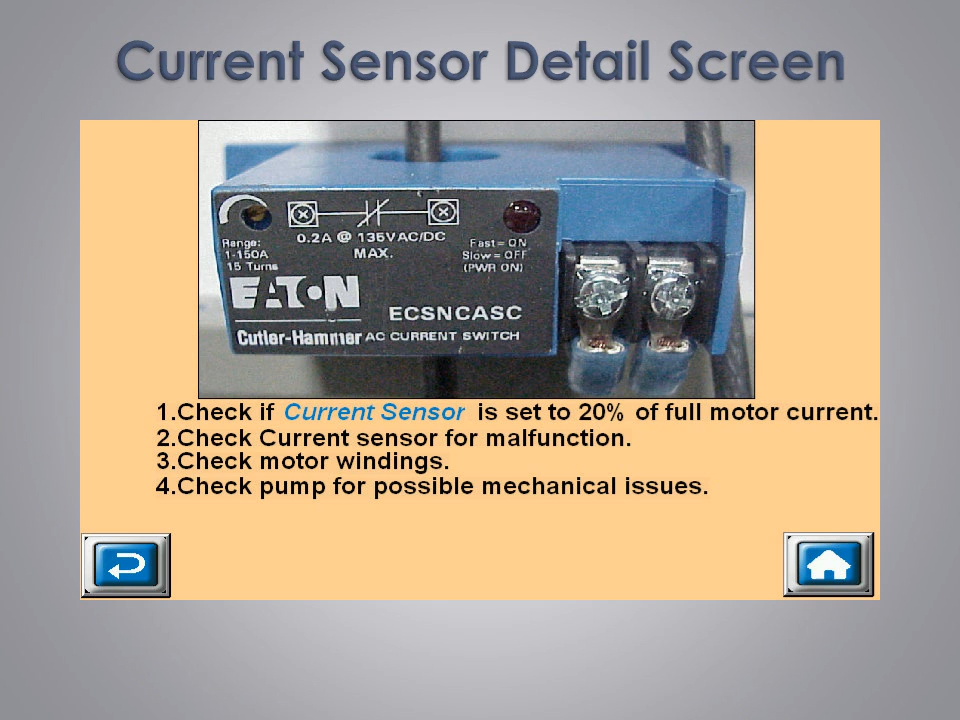 Current Sensor Detail Screen
0.2A @ 135VAC/DC
MAX.
Range:
1-150A
15 Turns
Fast = ON
Slow = OFF
(PWR ON)
EATON
ECSNCASC
Cutler-Hammer AC CURRENT SWITCH
1.Check if Current Sensor is set to 20% of full motor current.
2.Check Current sensor for malfunction.
3.Check motor windings.
4.Check pump for possible mechanical issues.